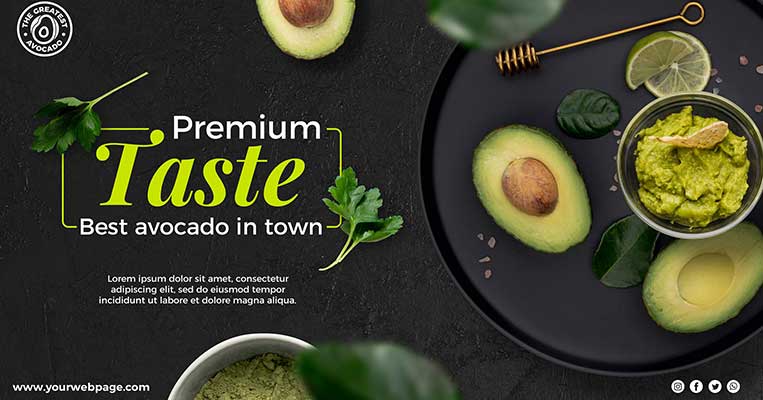 THE GREATEST
AVOCADO
Premium
Taste
Best avocado in town
Lorem ipsum dolor sit amet, consectetur
adipiscing elit, sed do eiusmod tempor
incididunt ut labore et dolore magna aliqua.
www.yourwebpage.com